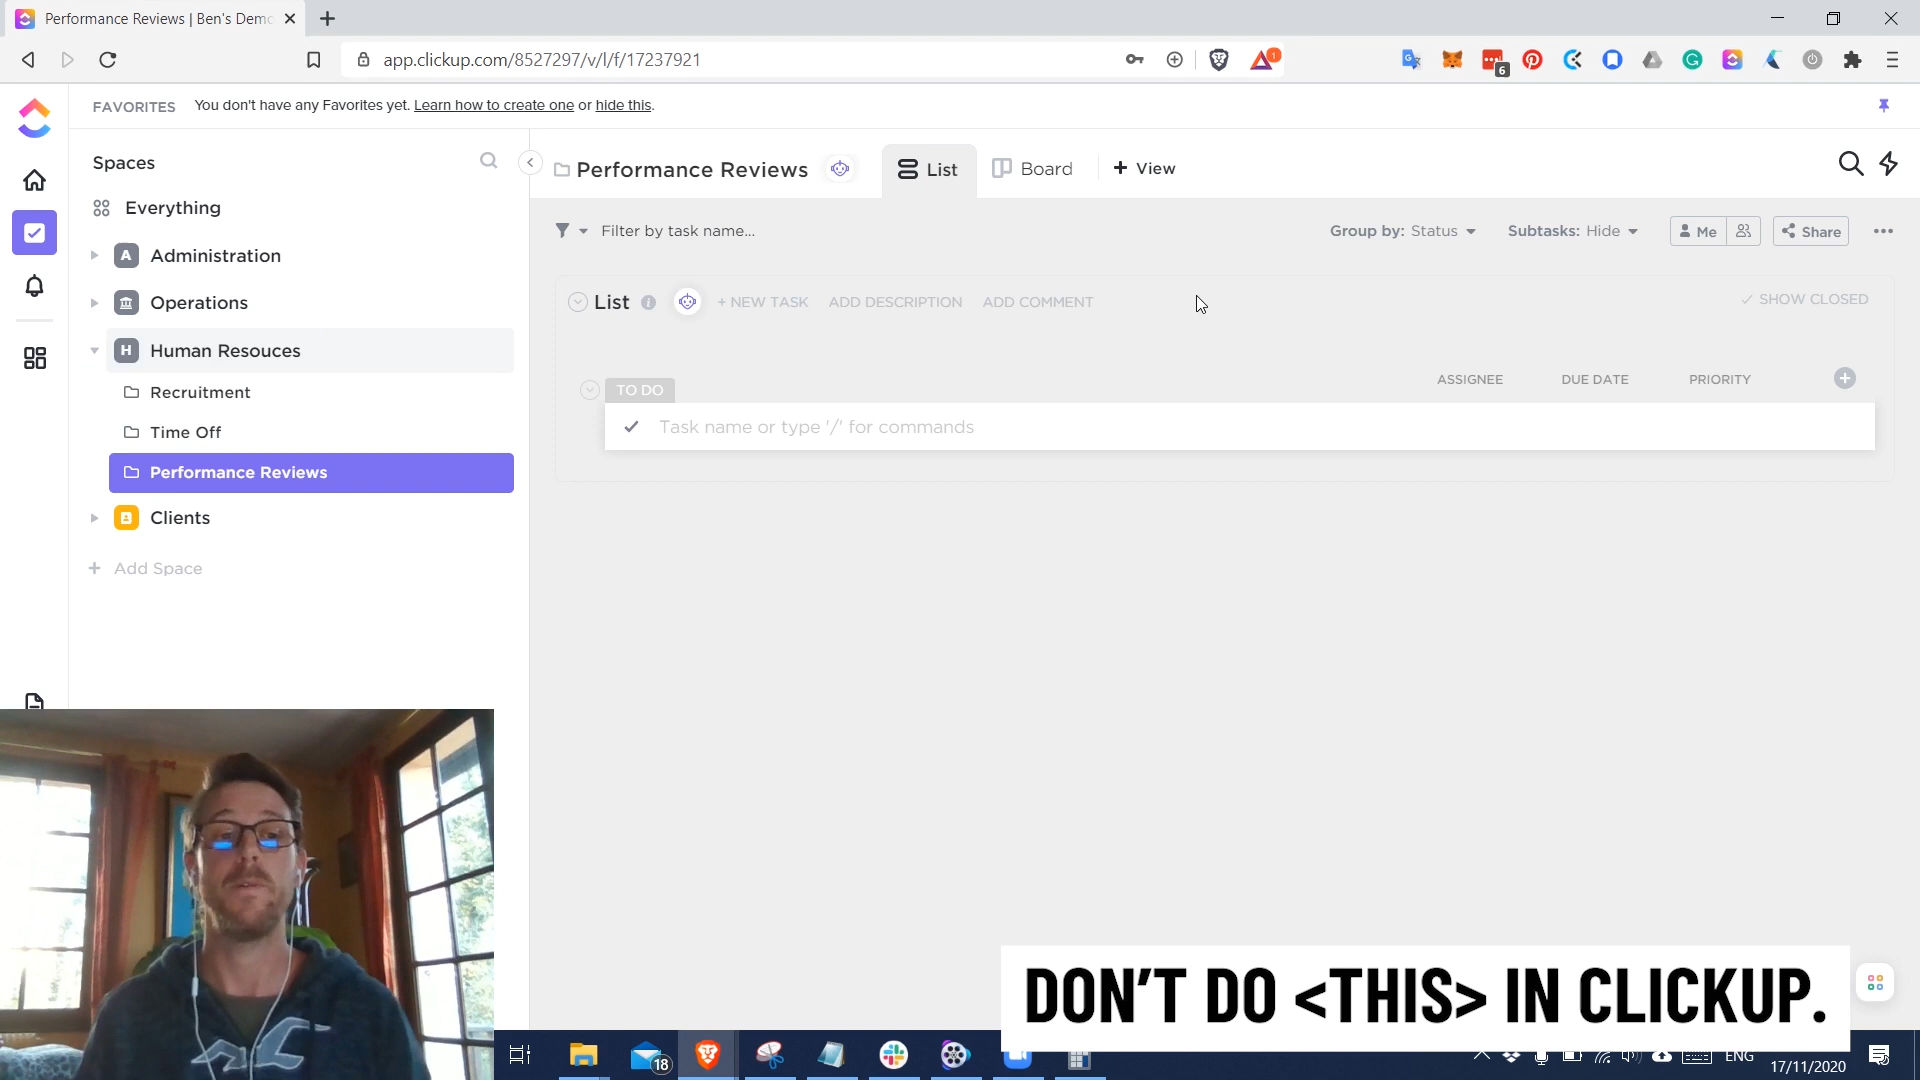 Performance Reviews | Ben's Demo
app.clickup.com/8527297/v/l/f/17237921
1
6
FAVORITES You don't have any Favorites yet. Learn how to create one or hide this.
Spaces
Performance Reviews
List
Board
+ View
Everything
Filter by task name...
Group by: Status
Subtasks: Hide
Me
Share
A Administration
Operations
List
+ NEW TASK
ADD DESCRIPTION
ADD COMMENT
SHOW CLOSED
H Human Resouces
TO DO
ASSIGNEE
DUE DATE
PRIORITY
Recruitment
Task name or type '/' for commands
Time Off
Performance Reviews
Clients
+ Add Space
DON'T DO <THIS> IN CLICKUP.
18
ENG
17/11/2020